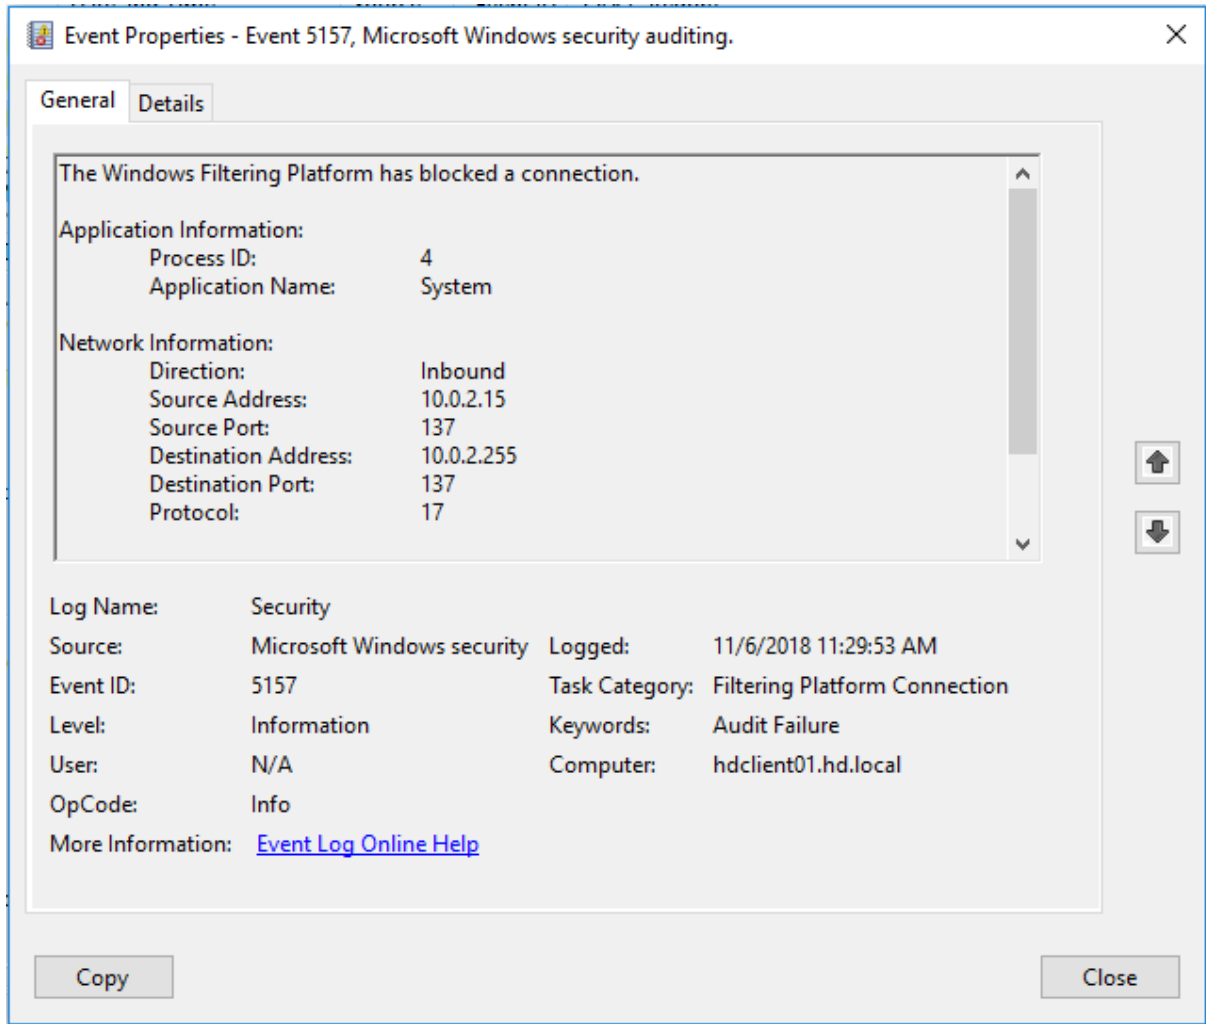 Event Properties - Event 5157, Microsoft Windows security auditing.
General Details
The Windows Filtering Platform has blocked a connection.
Application Information:
Process ID: 4
Application Name: System
Network Information:
Direction: Inbound
Source Address: 10.0.2.15
Source Port: 137
Destination Address: 10.0.2.255
Destination Port: 137
Protocol: 17
Log Name: Security
Source: Microsoft Windows security Logged: 11/6/2018 11:29:53 AM
Event ID: 5157 Task Category: Filtering Platform Connection
Level: Information Keywords: Audit Failure
User: N/A Computer: hdclient01.hd.local
OpCode: Info
More Information: Event Log Online Help
Copy Close